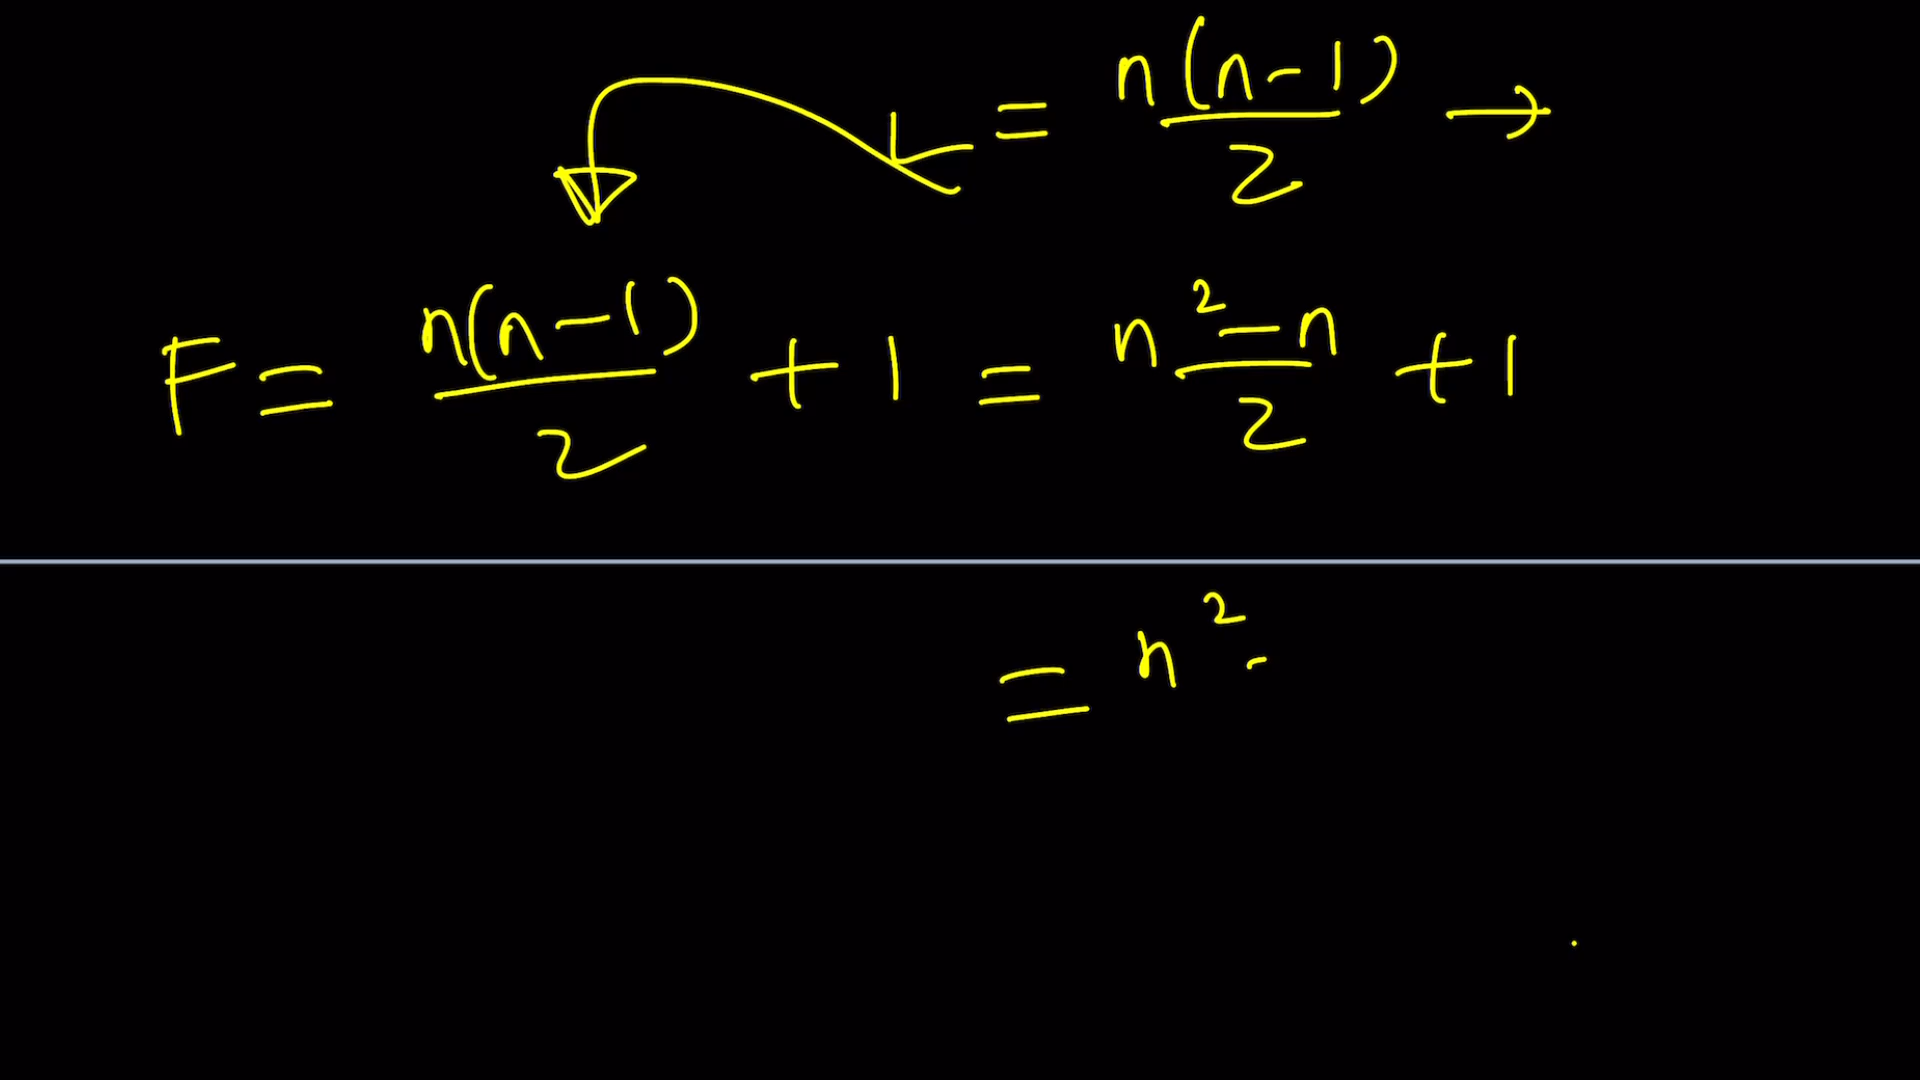 = n(n-1)/2 →
F = n(n-1)/2 + 1 = n²-n/2 + 1
= n² -